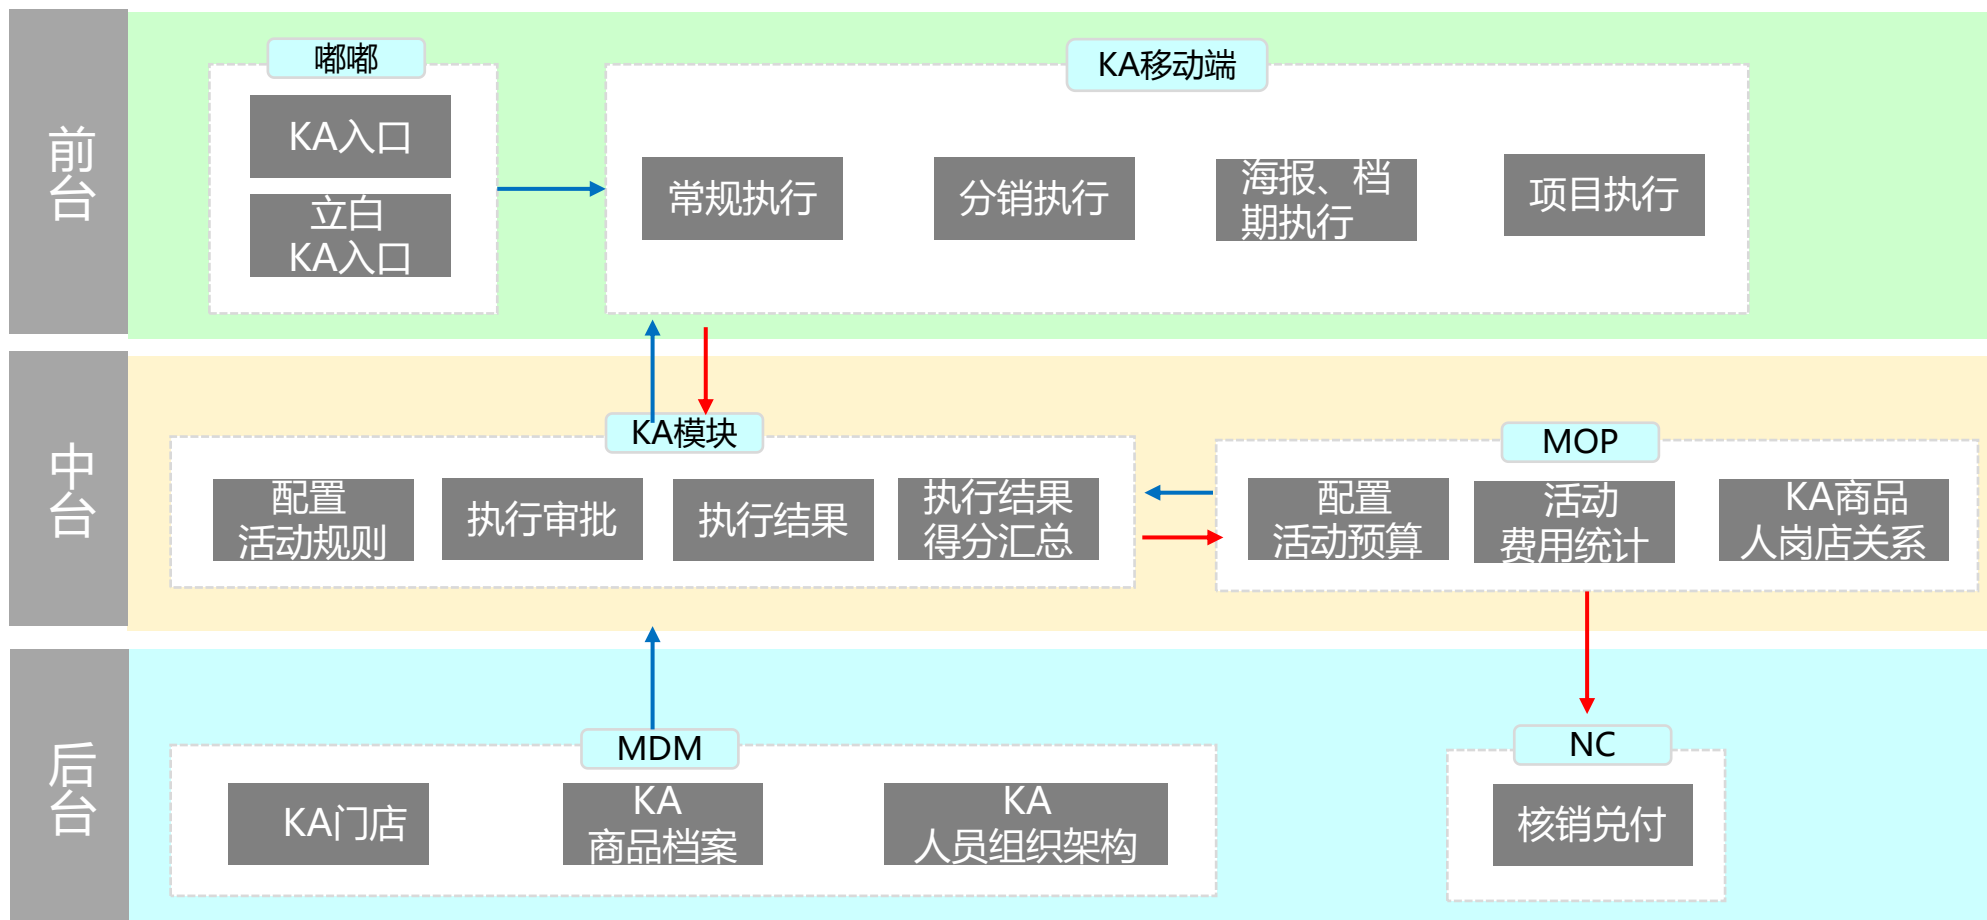 前台
嘟嘟
KA入口
立白
KA入口
KA移动端
常规执行
分销执行
海报、档
期执行
项目执行
中台
KA模块
配置
活动规则
执行审批
执行结果
执行结果
得分汇总
MOP
配置
活动预算
活动
费用统计
KA商品
人岗店关系
后台
MDM
KA门店
KA
商品档案
KA
人员组织架构
NC
核销兑付